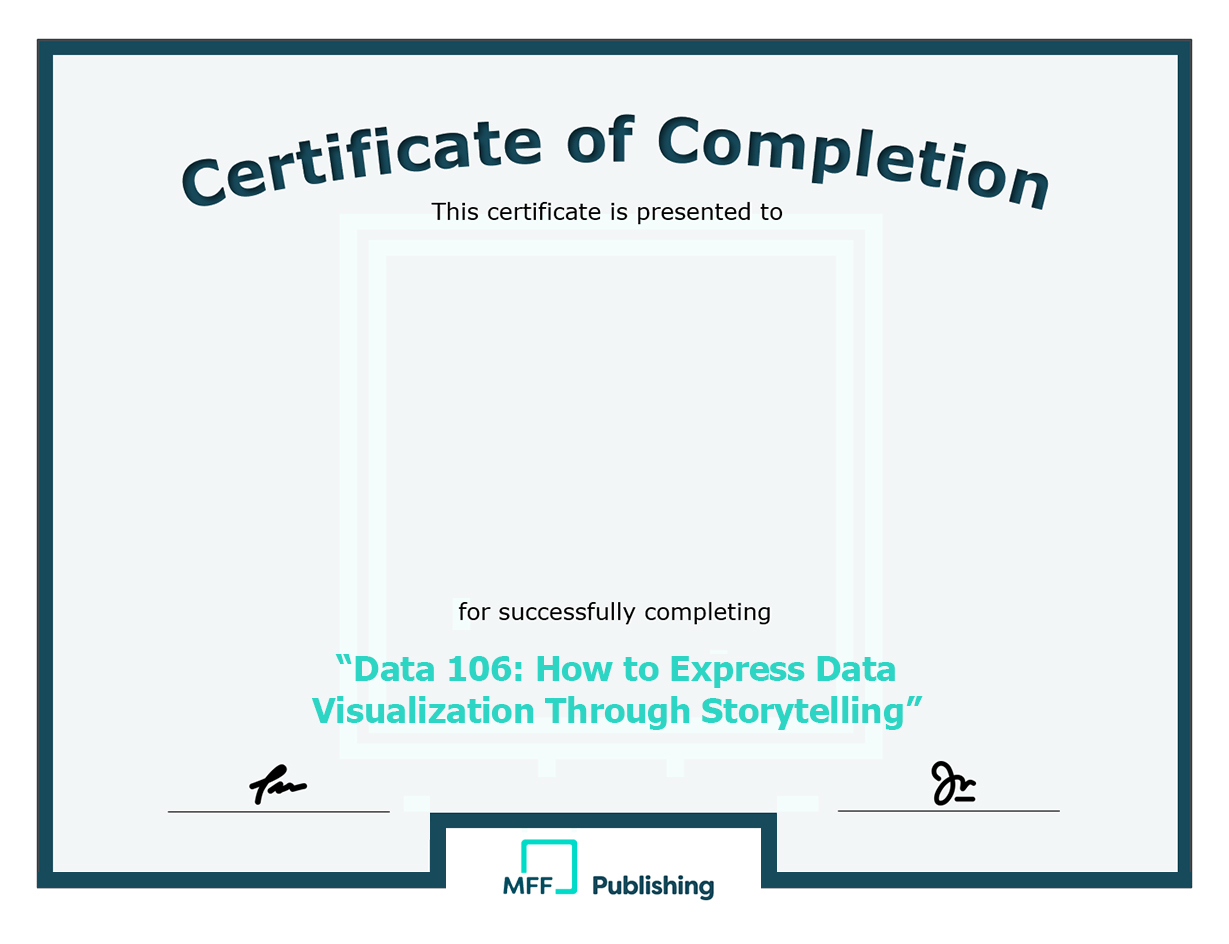 Certificate of Completion
This certificate is presented to
for successfully completing
“Data 106: How to Express Data
Visualization Through Storytelling”
MFF Publishing